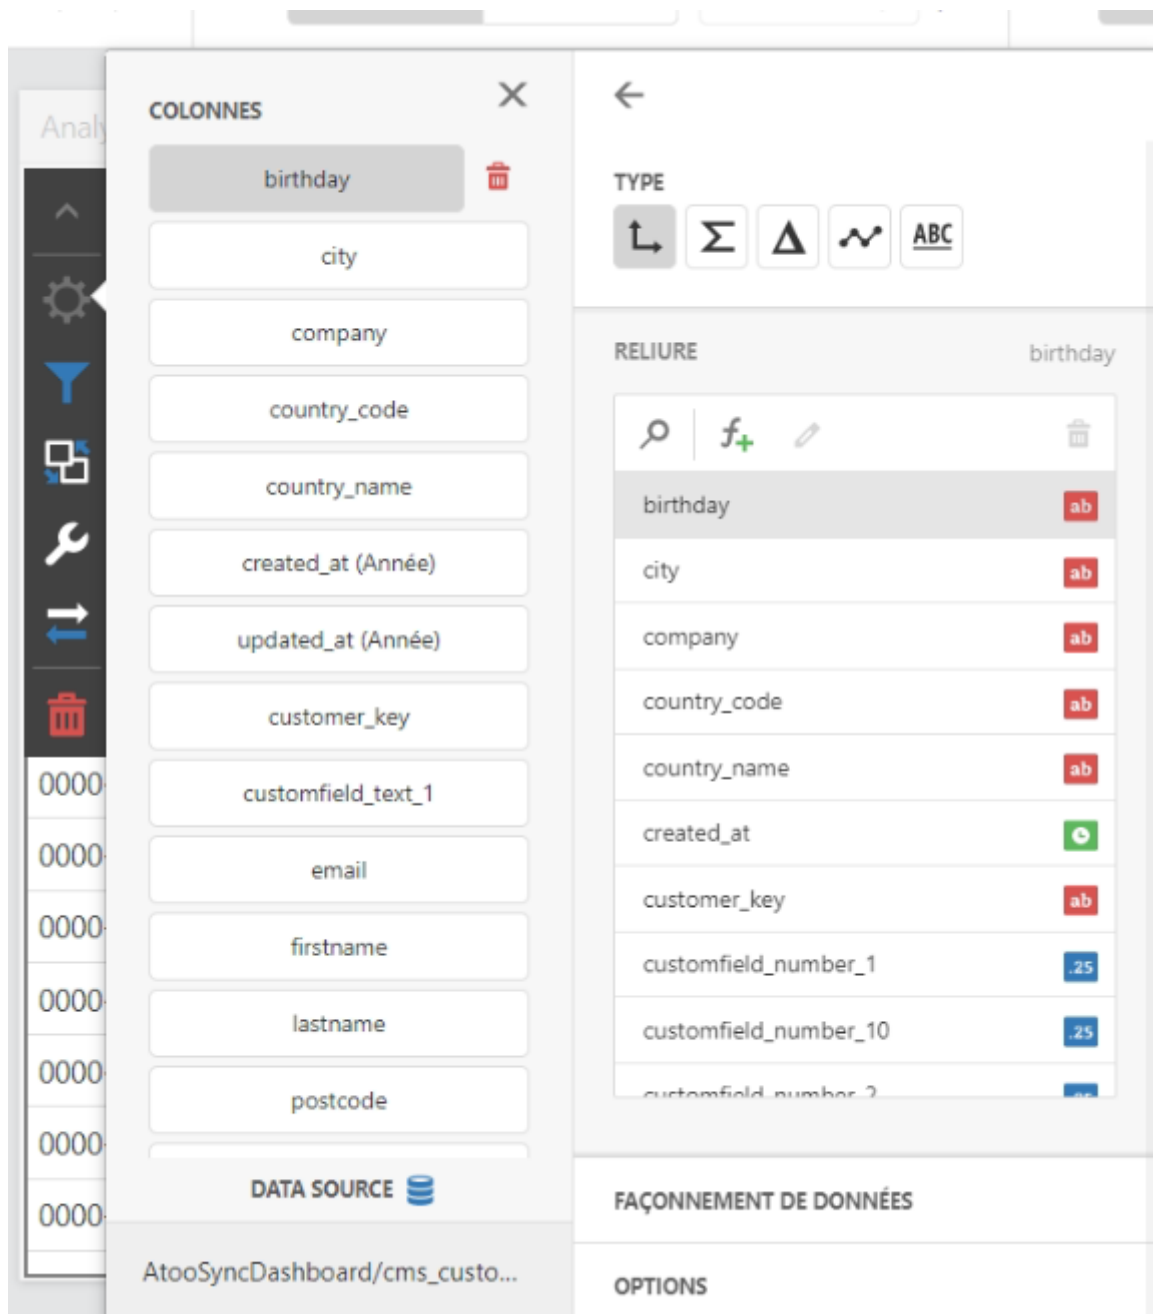 Analy
COLONNES
birthday
city
company
country_code
country_name
created_at (Année)
updated_at (Année)
customer_key
customfield_text_1
email
firstname
lastname
postcode
DATA SOURCE
AtooSyncDashboard/cms_custo...
0000-
0000-
0000-
0000-
0000-
0000-
0000-
TYPE
ABC
RELIURE birthday
f+
birthday ab
city ab
company ab
country_code ab
country_name ab
created_at
customer_key ab
customfield_number_1 .25
customfield_number_10 .25
customfield_number_2 .25
FAÇONNEMENT DE DONNÉES
OPTIONS